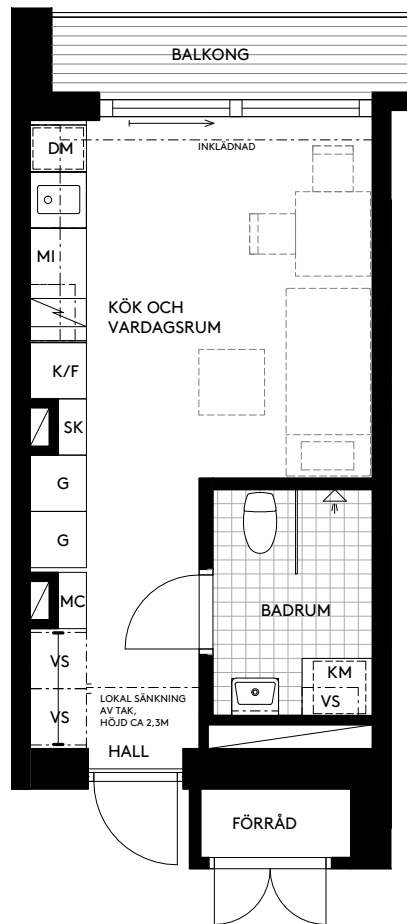 BALKONG
INKLÄDNAD
DM
MI
KÖK OCH
VARDAGSRUM
K/F
SK
G
G
MC
BADRUM
VS
KM
VS
VS
LOKAL SÄNKNING
AV TAK,
HÖJD CA 2,3M
HALL
FÖRRÅD